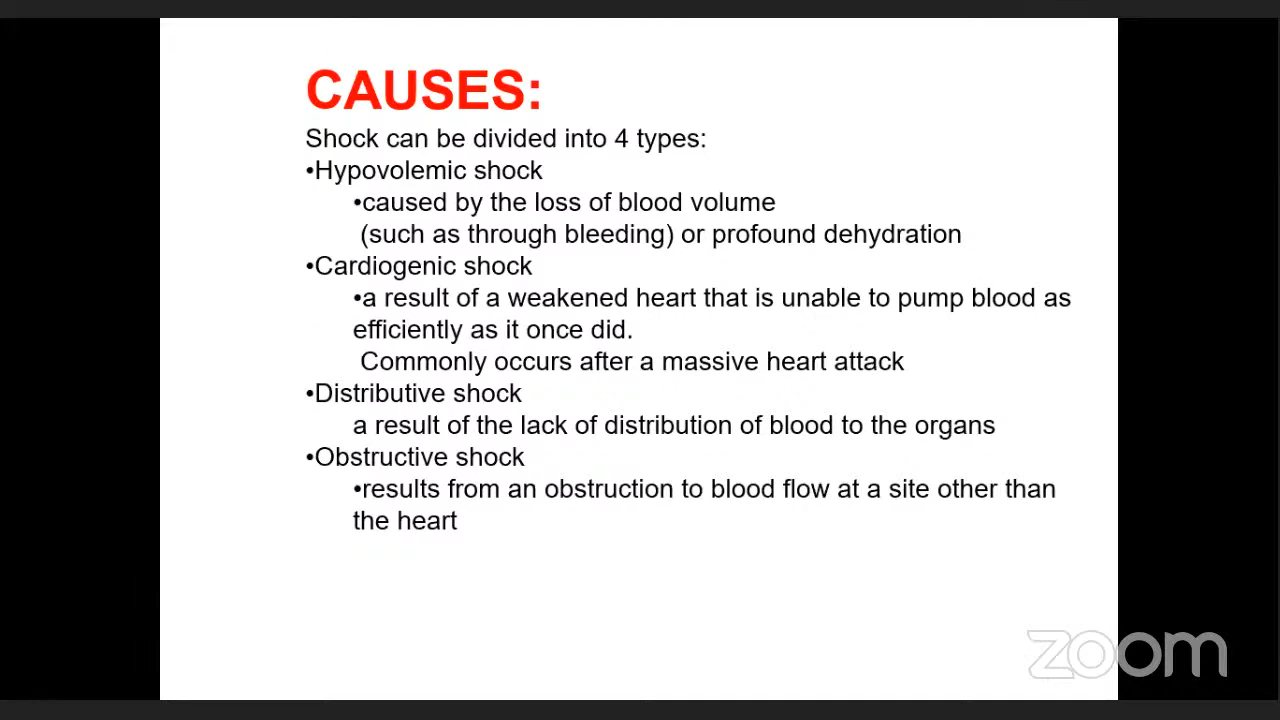 CAUSES:
Shock can be divided into 4 types:
•Hypovolemic shock
•caused by the loss of blood volume
(such as through bleeding) or profound dehydration
•Cardiogenic shock
•a result of a weakened heart that is unable to pump blood as
efficiently as it once did.
Commonly occurs after a massive heart attack
•Distributive shock
a result of the lack of distribution of blood to the organs
•Obstructive shock
•results from an obstruction to blood flow at a site other than
the heart
zoom